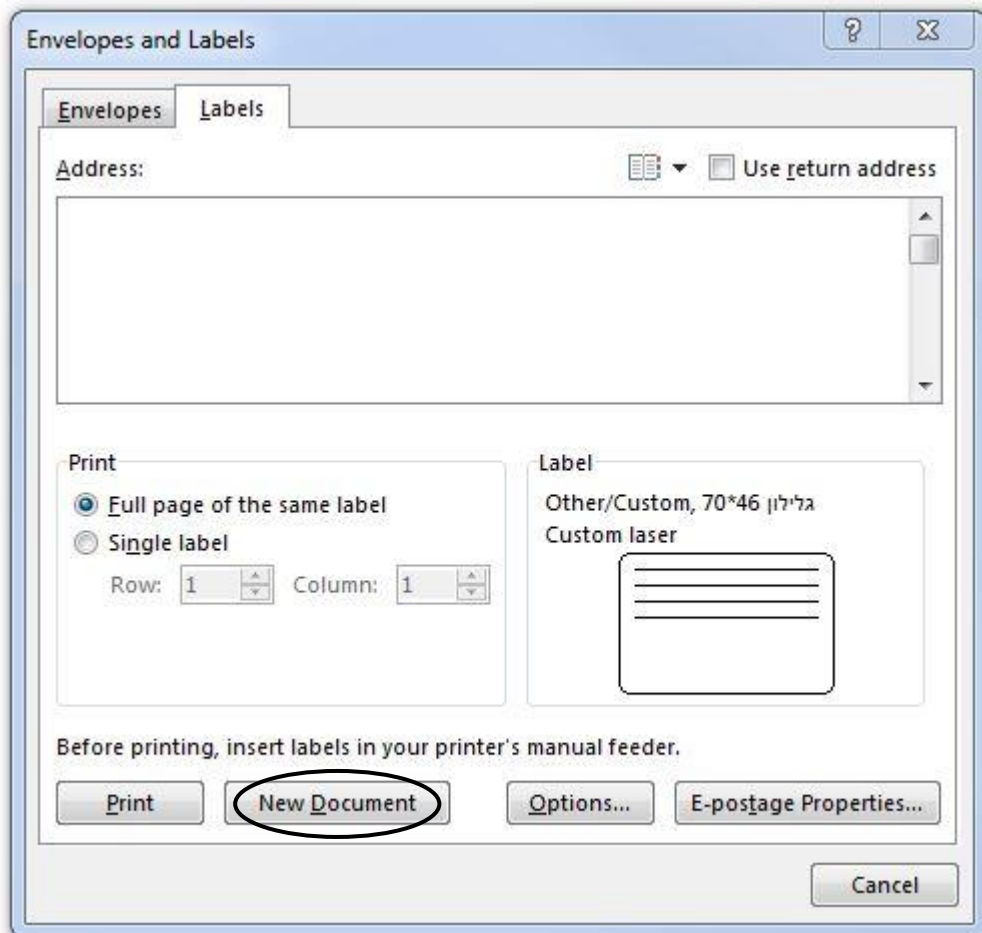 Envelopes and Labels
Envelopes Labels
Address: Use return address
Print
Full page of the same label
Single label
Row: 1 Column: 1
Label
Other/Custom, 70*46 גלילון
Custom laser
Before printing, insert labels in your printer's manual feeder.
Print New Document Options... E-postage Properties...
Cancel